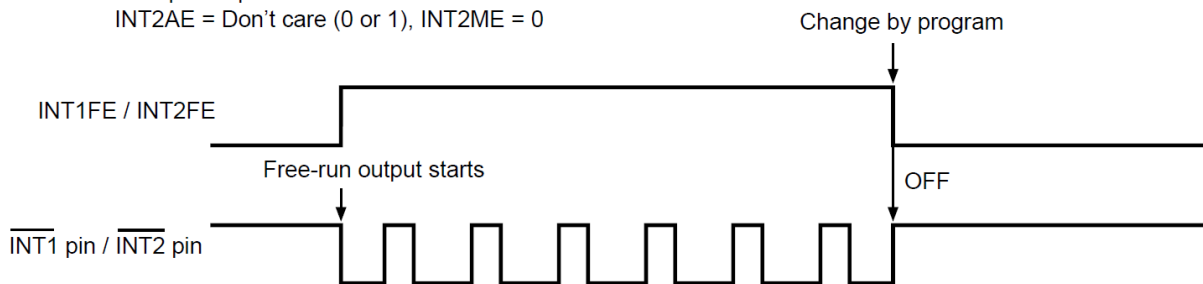 INT2AE = Don't care (0 or 1), INT2ME = 0
Change by program
INT1FE / INT2FE
Free-run output starts
OFF
INT1 pin / INT2 pin